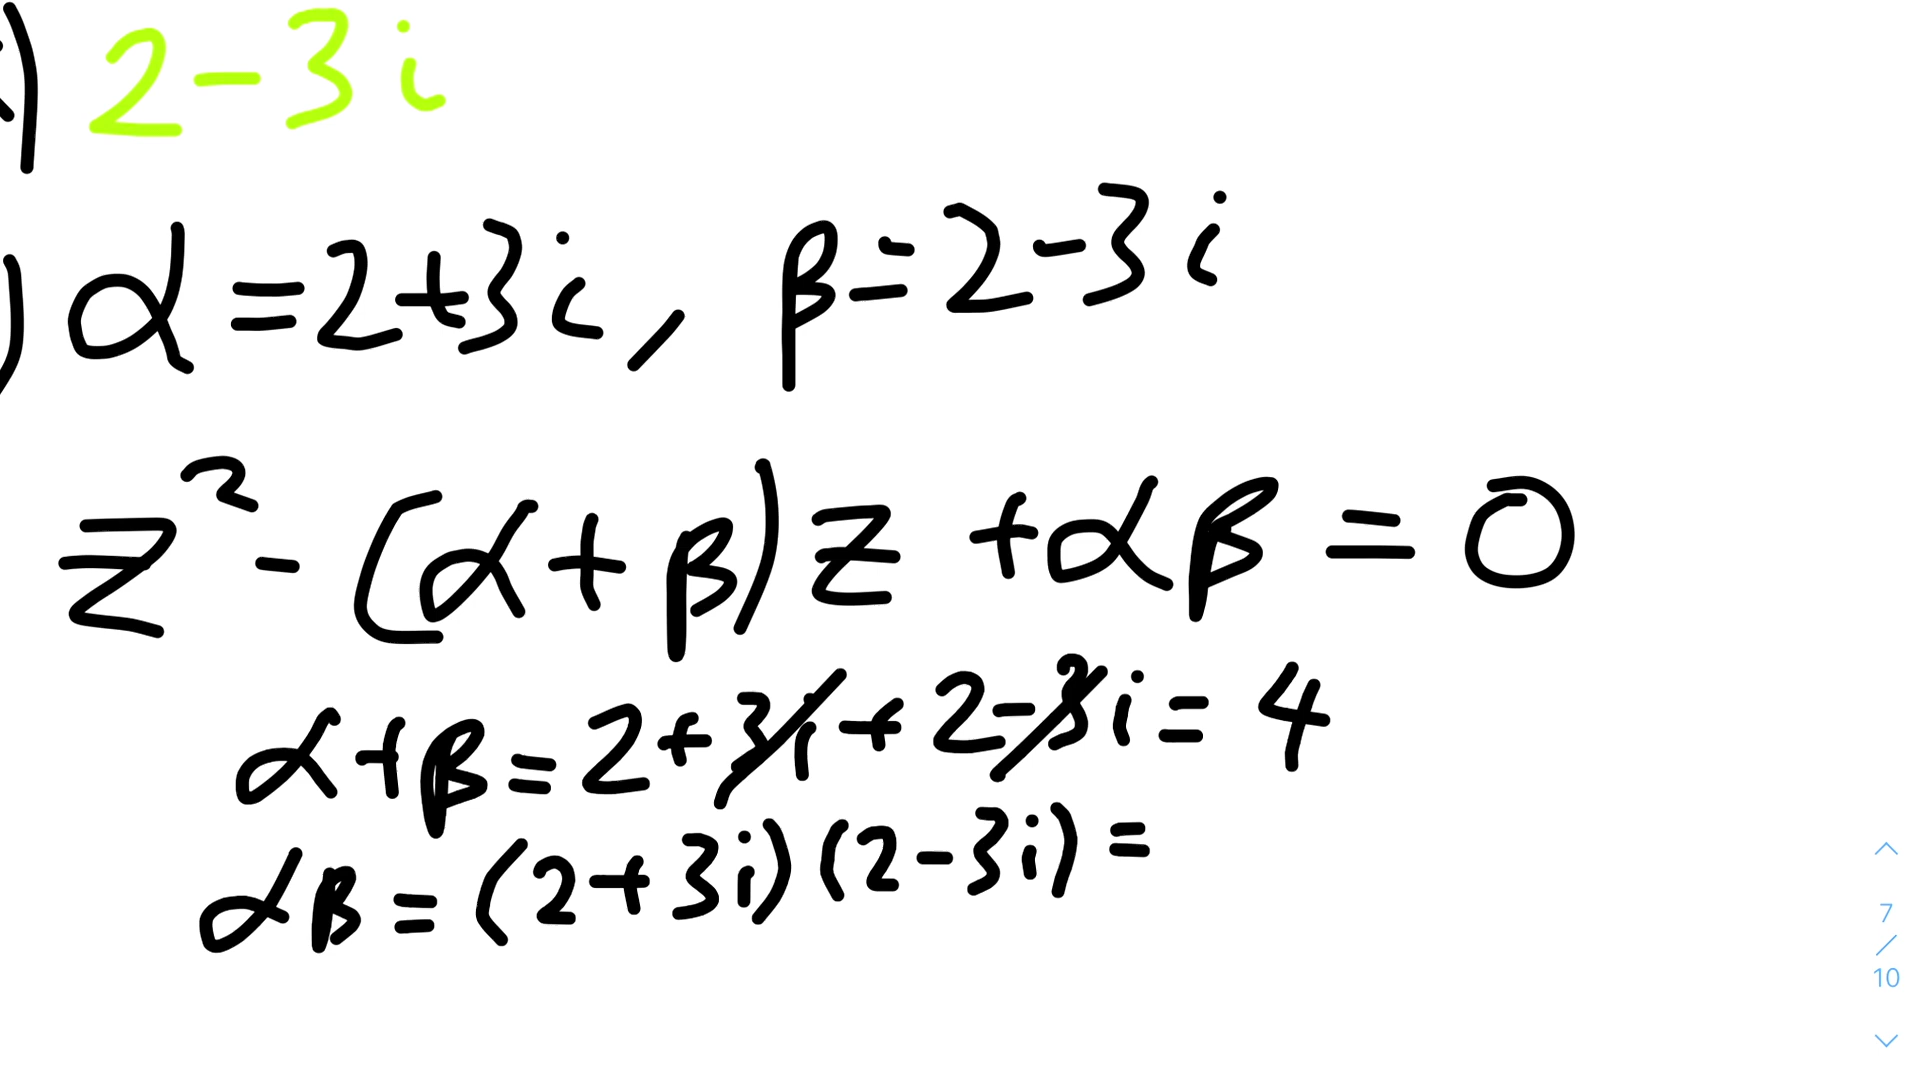 ) 2-3i
) α=2+3i, β=2-3i
z²-(α+β)z+αβ=0
α+β=2+3i+2-3i=4
αβ=(2+3i)(2-3i)=
7
/
10